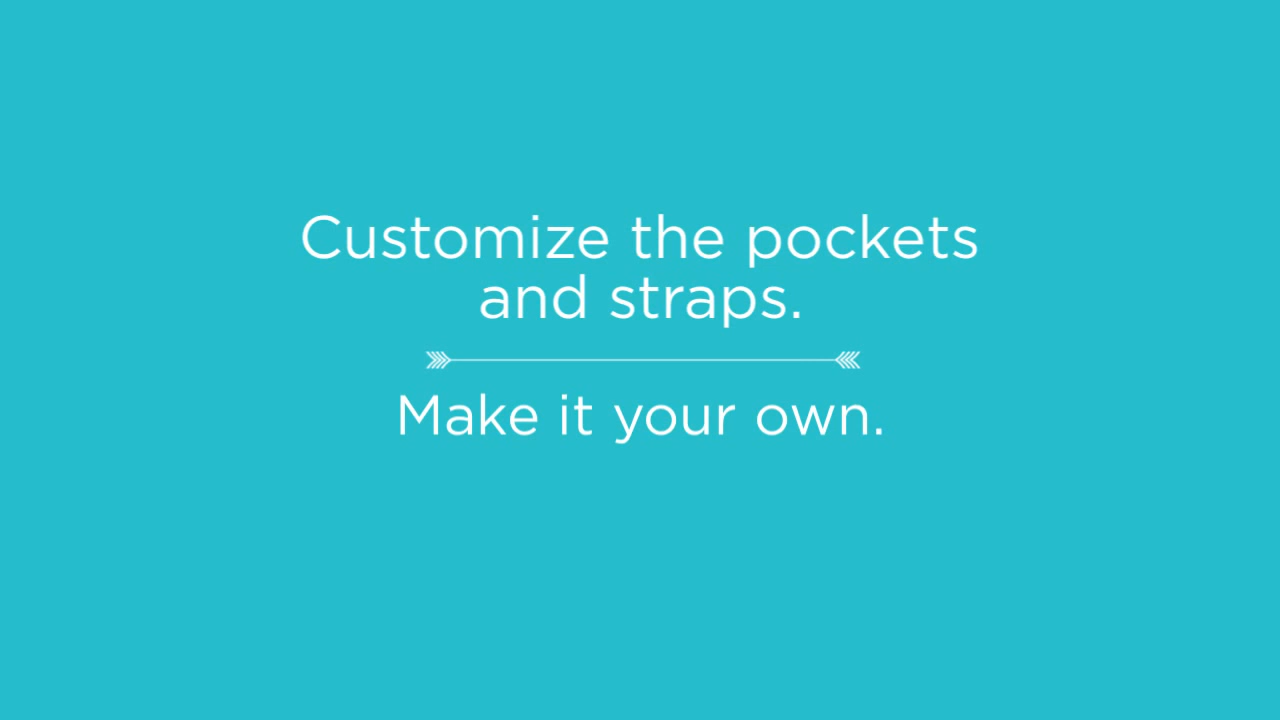 Customize the pockets
and straps.
Make it your own.